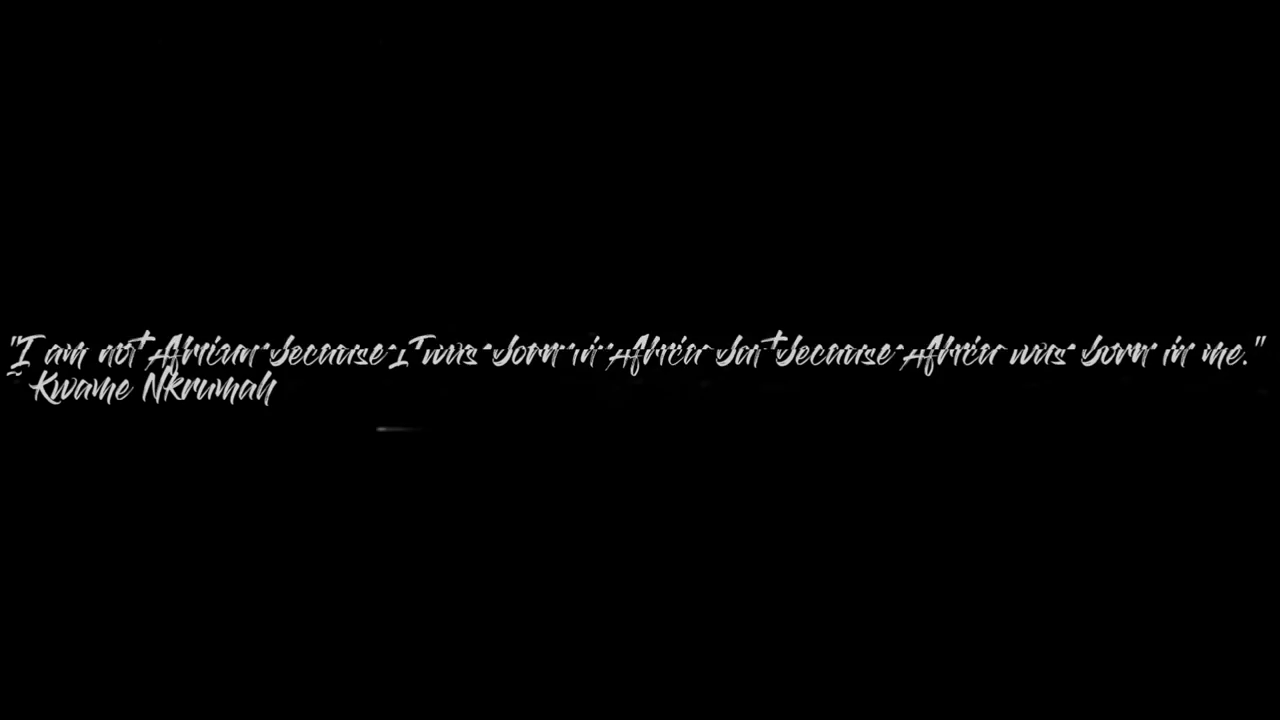 "I am not African because I was born in Africa but because Africa was born in me."
- Kwame Nkrumah